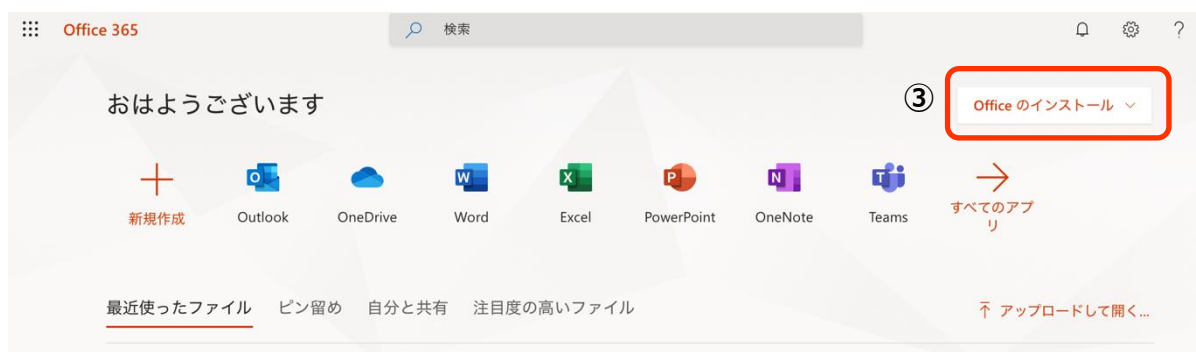 Office 365
検索
?
おはようございます
③
Office のインストール
新規作成
Outlook
OneDrive
Word
Excel
PowerPoint
OneNote
Teams
すべてのアプ
リ
最近使ったファイル ピン留め 自分と共有 注目度の高いファイル
アップロードして開く...